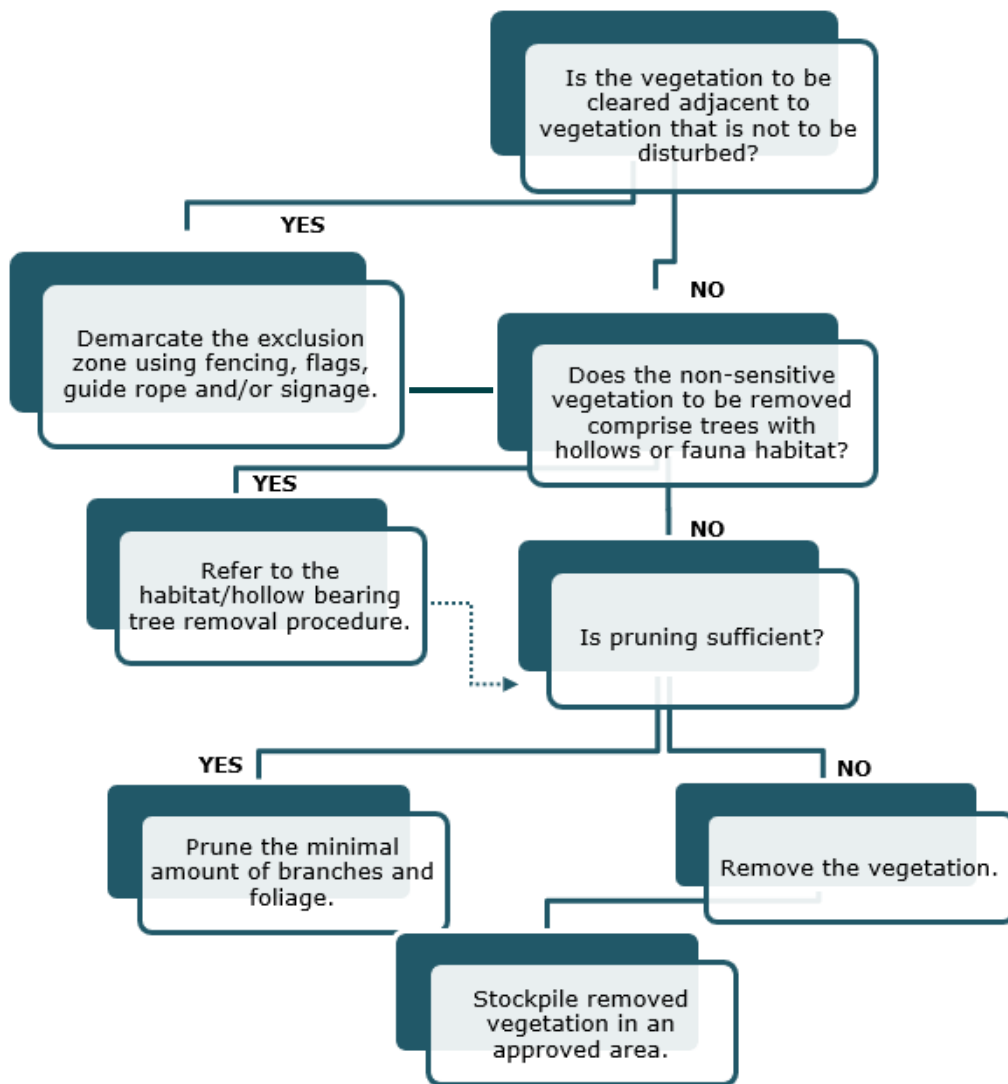 Is the vegetation to be
cleared adjacent to
vegetation that is not to be
disturbed?
YES
NO
Demarcate the exclusion
zone using fencing, flags,
guide rope and/or signage.
Does the non-sensitive
vegetation to be removed
comprise trees with
hollows or fauna habitat?
YES
NO
Refer to the
habitat/hollow bearing
tree removal procedure.
Is pruning sufficient?
YES
NO
Prune the minimal
amount of branches and
foliage.
Remove the vegetation.
Stockpile removed
vegetation in an
approved area.